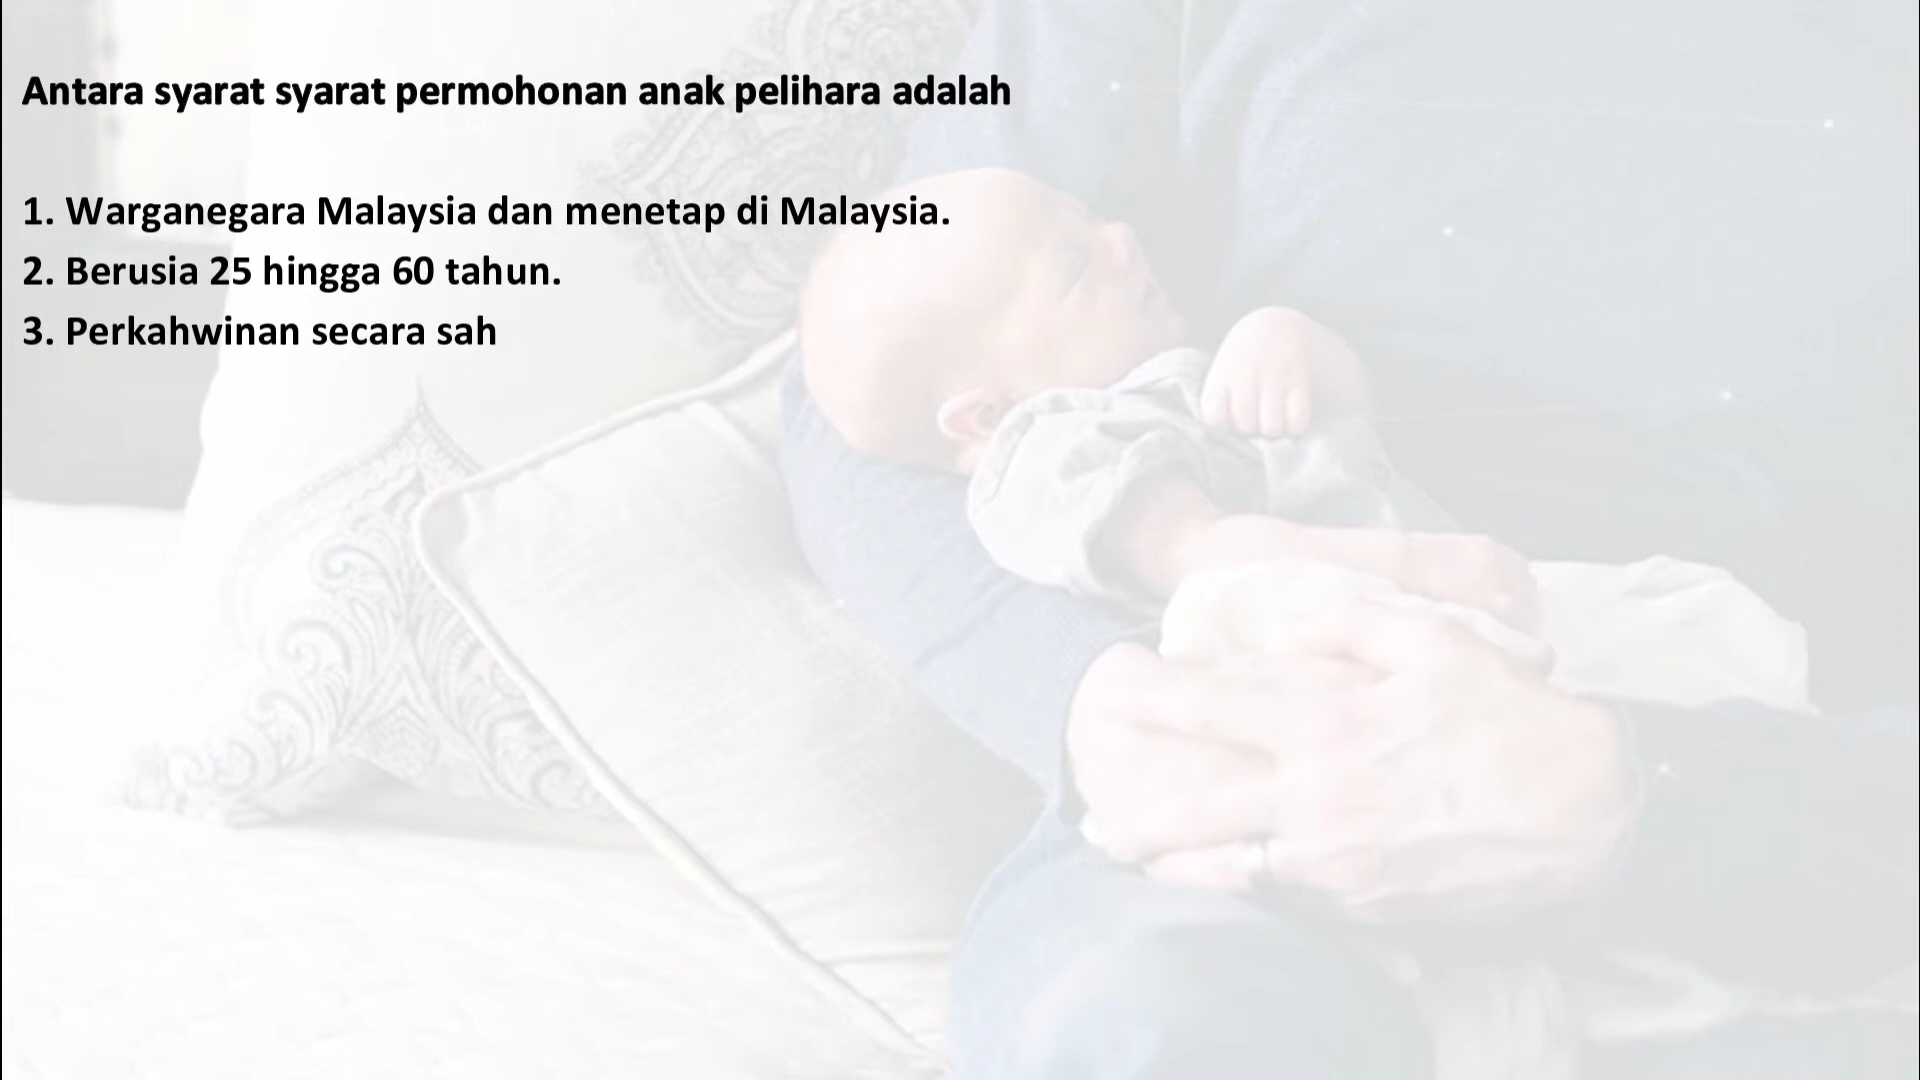 Antara syarat syarat permohonan anak pelihara adalah
1. Warganegara Malaysia dan menetap di Malaysia.
2. Berusia 25 hingga 60 tahun.
3. Perkahwinan secara sah